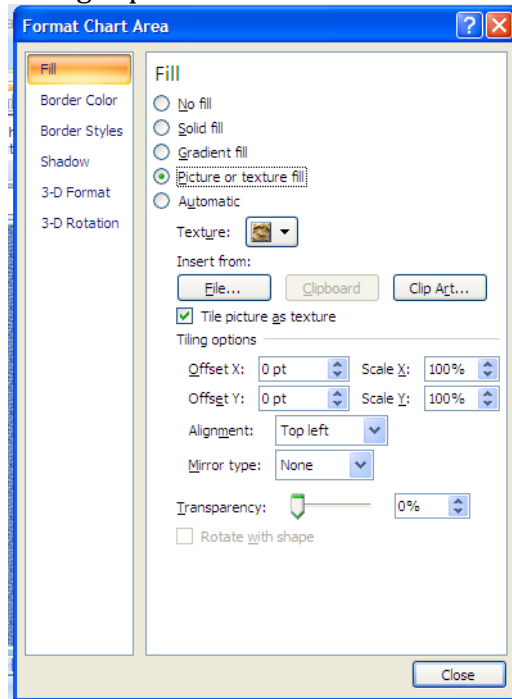 Format Chart Area
Fill
Border Color
Border Styles
Shadow
3-D Format
3-D Rotation
Fill
No fill
Solid fill
Gradient fill
Picture or texture fill
Automatic
Texture:
Insert from:
File... Clipboard Clip Art...
Tile picture as texture
Tiling options
Offset X: 0 pt Scale X: 100%
Offset Y: 0 pt Scale Y: 100%
Alignment: Top left
Mirror type: None
Transparency: 0%
Rotate with shape
Close